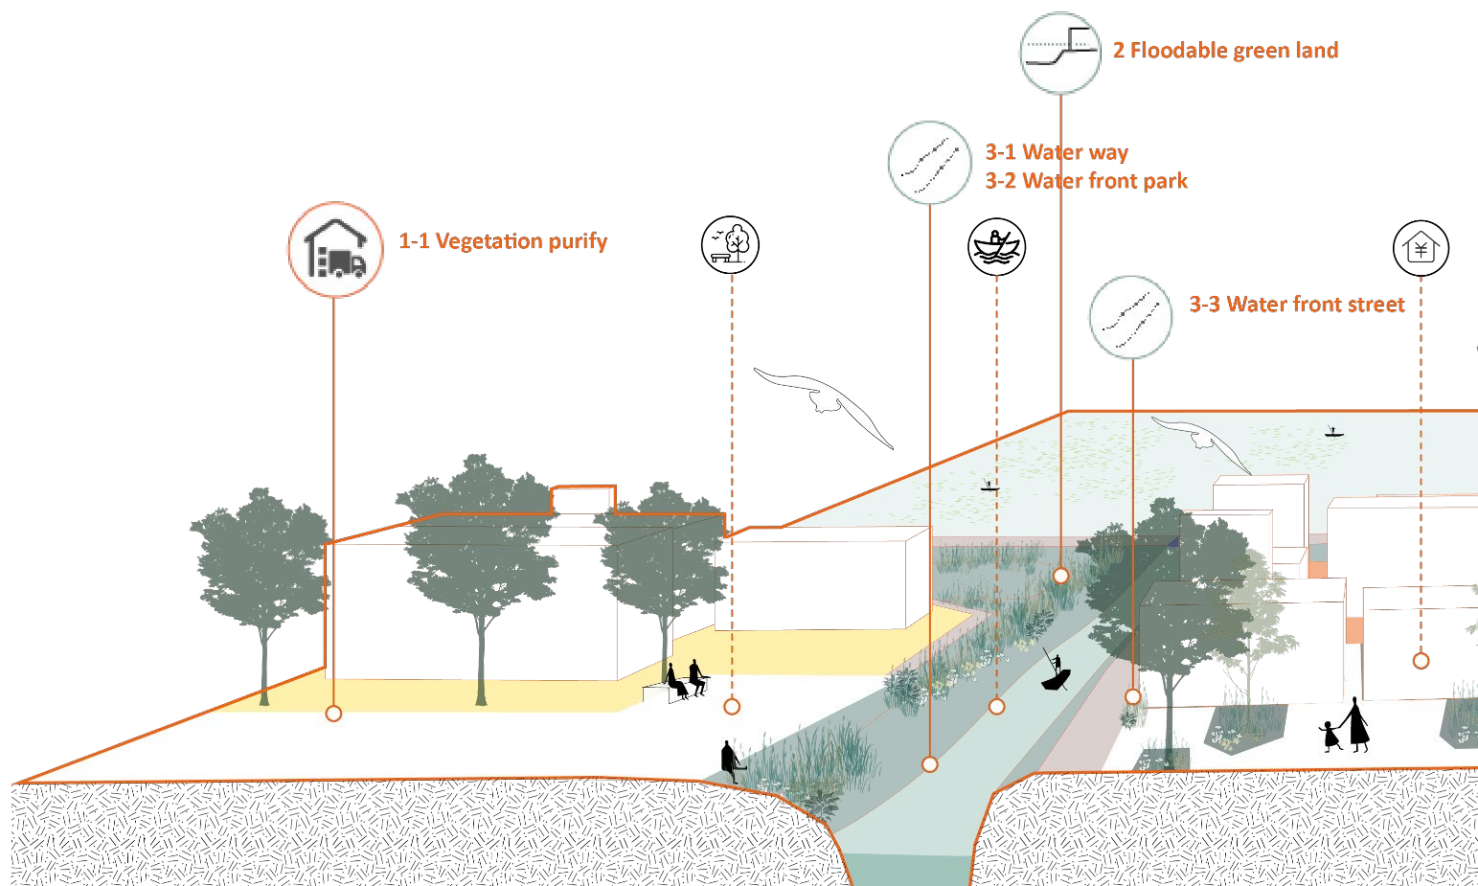 2 Floodable green land
3-1 Water way
3-2 Water front park
1-1 Vegetation purify
¥
3-3 Water front street